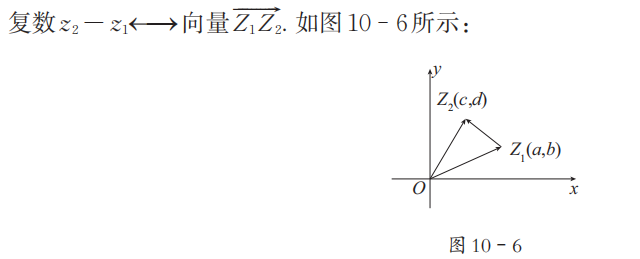 复数z₂－z₁⟷向量$\overrightarrow{Z_1Z_2}$. 如图10－6所示：
y
Z₂(c,d)
Z₁(a,b)
O
x
图10－6